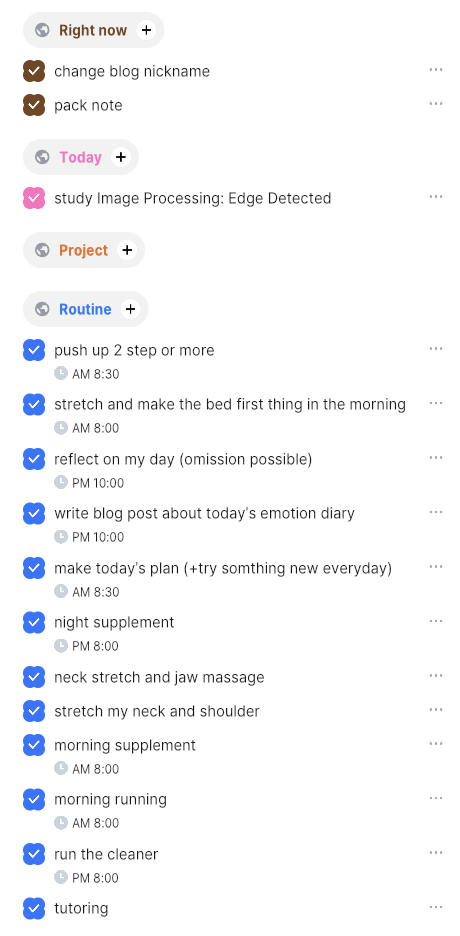 Right now +
change blog nickname
pack note
Today +
study Image Processing: Edge Detected
Project +
Routine +
push up 2 step or more
AM 8:30
stretch and make the bed first thing in the morning
AM 8:00
reflect on my day (omission possible)
PM 10:00
write blog post about today's emotion diary
PM 10:00
make today's plan (+try somthing new everyday)
AM 8:30
night supplement
PM 8:00
neck stretch and jaw massage
stretch my neck and shoulder
morning supplement
AM 8:00
morning running
AM 8:00
run the cleaner
PM 8:00
tutoring